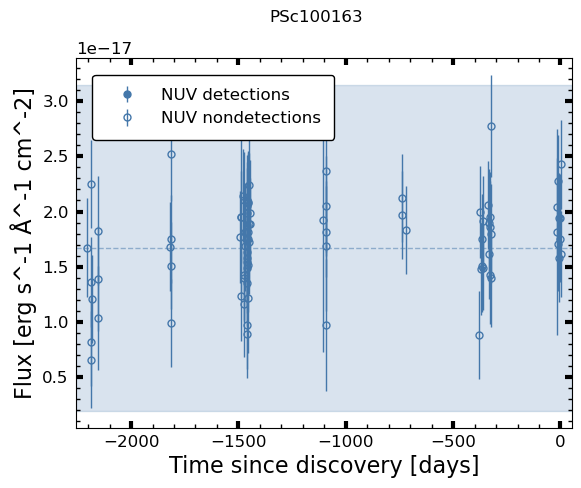 PSc100163
1e−17
NUV detections
NUV nondetections
3.0
2.5
2.0
1.5
1.0
0.5
Flux [erg s^-1 Å^-1 cm^-2]
−2000 −1500 −1000 −500 0
Time since discovery [days]